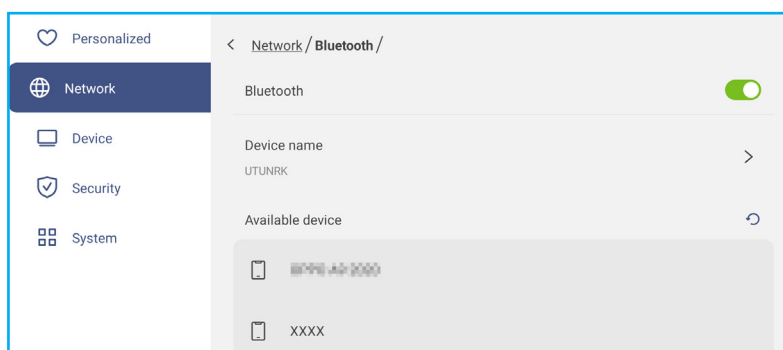 Personalized
Network
Device
Security
System
Network / Bluetooth /
Bluetooth
Device name
UTUNRK
Available device
XXXX